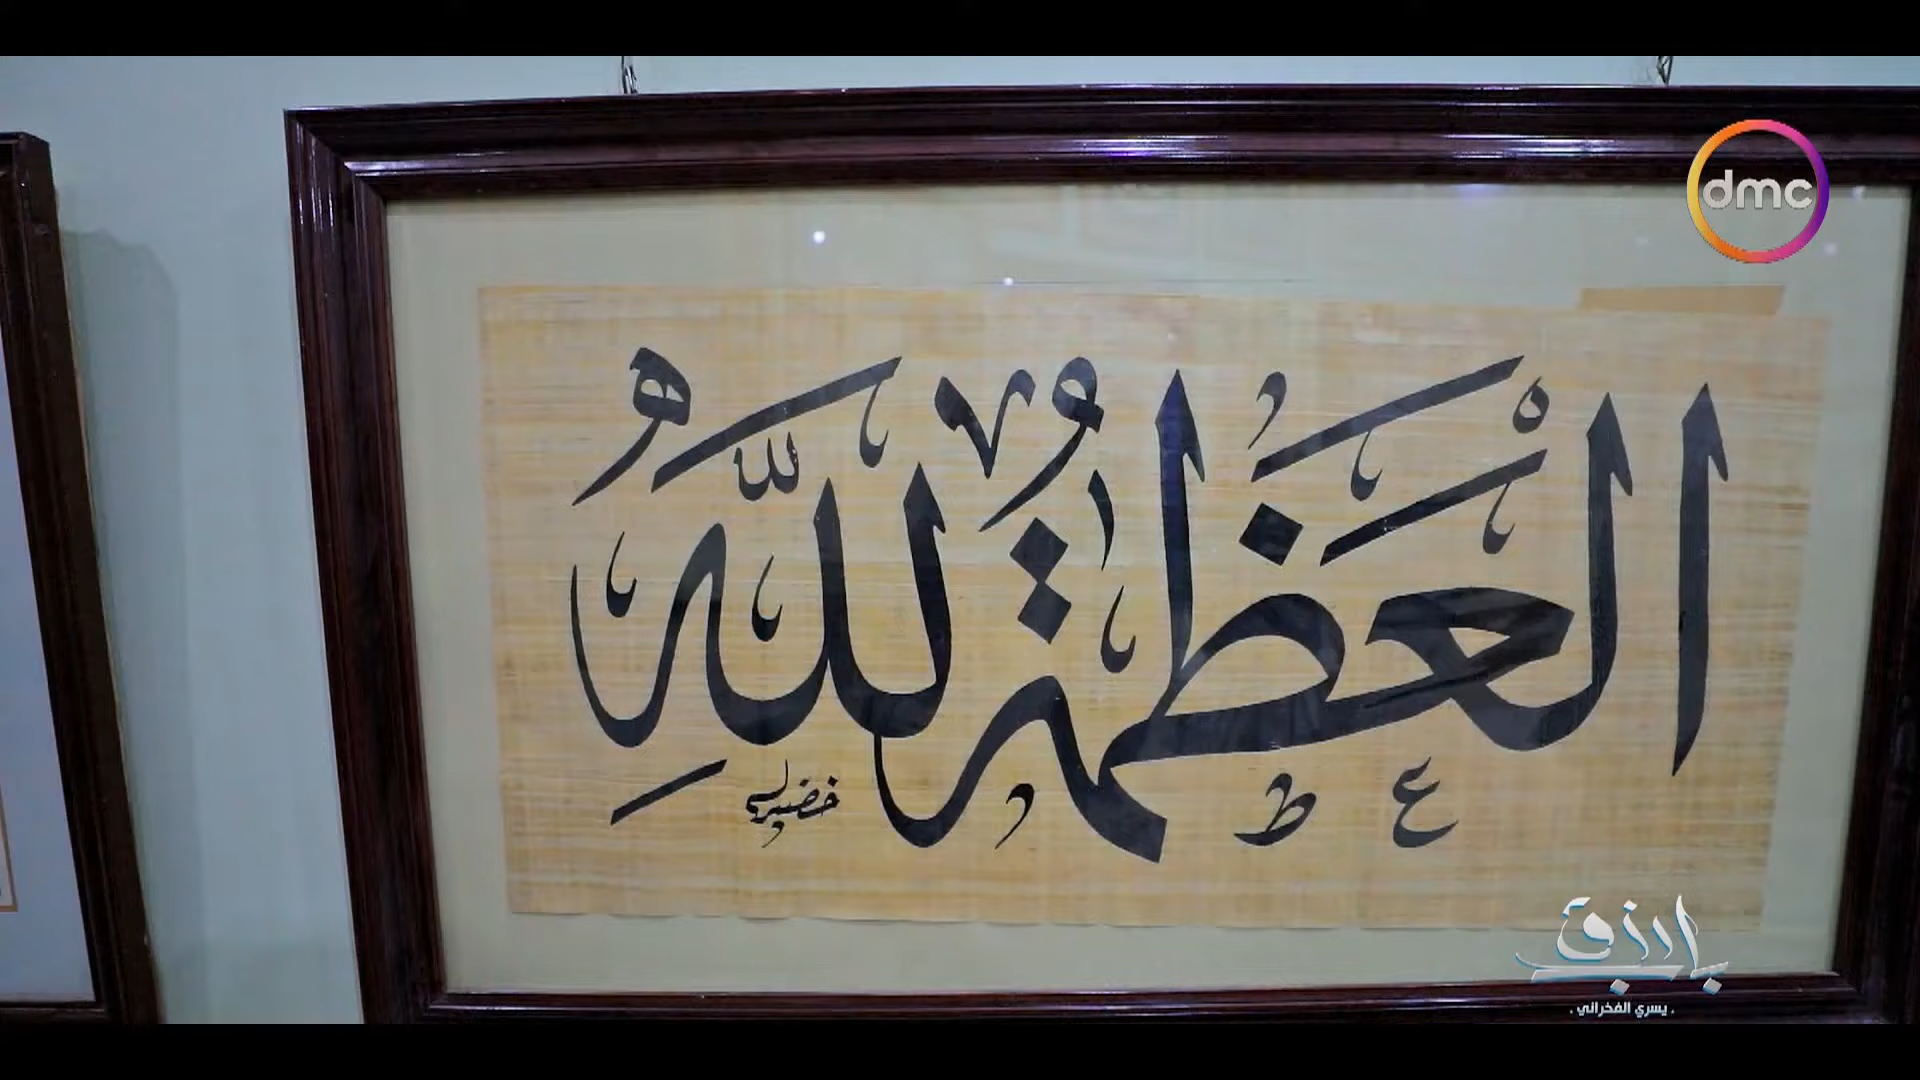 dmc
العظمة لله
خضير
يسري الفخراني